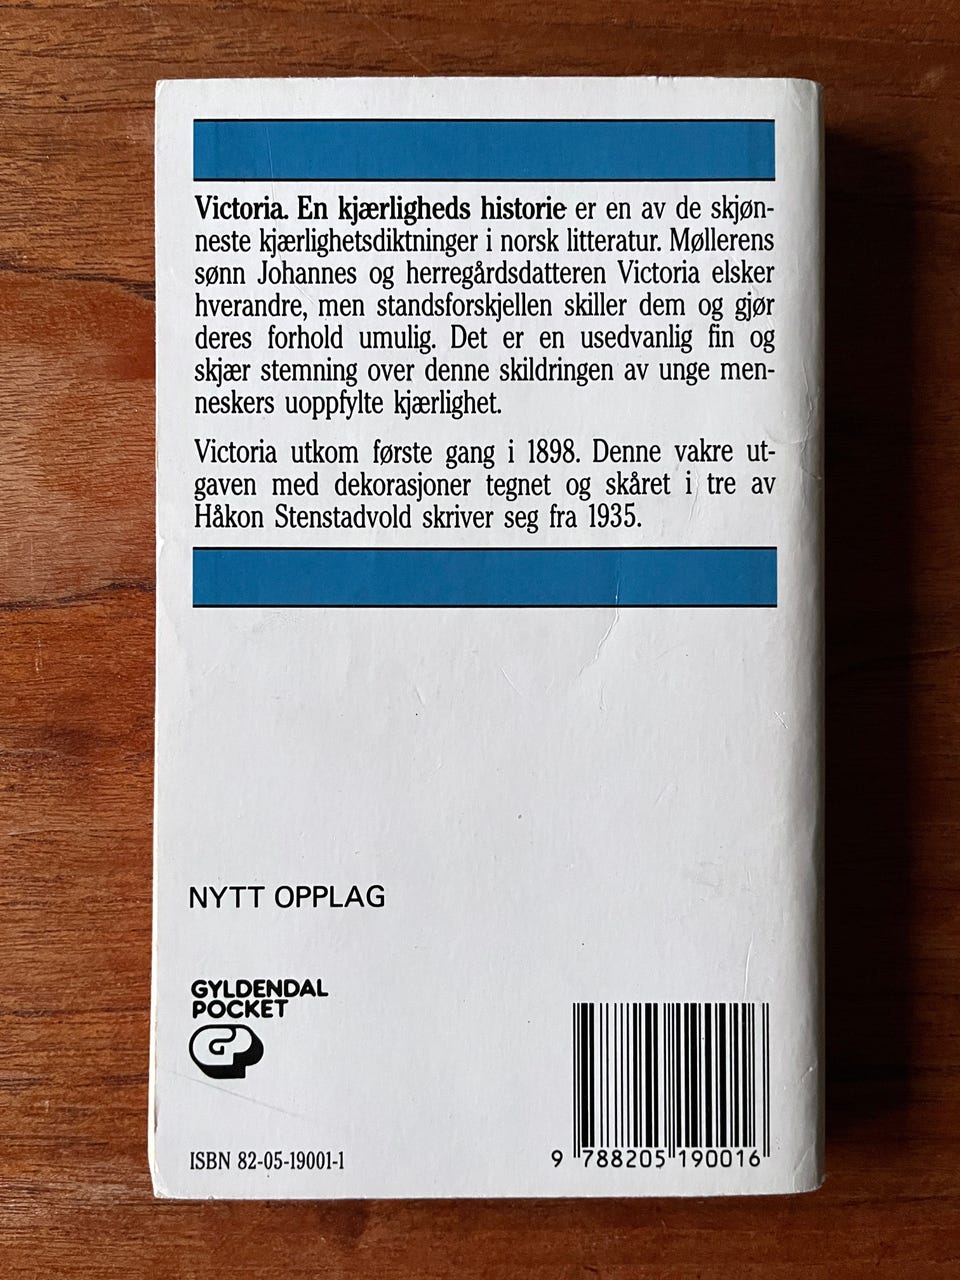 Victoria. En kjærligheds historie er en av de skjøn-
neste kjærlighetsdiktninger i norsk litteratur. Møllerens
sønn Johannes og herregårdsdatteren Victoria elsker
hverandre, men standsforskjellen skiller dem og gjør
deres forhold umulig. Det er en usedvanlig fin og
skjær stemning over denne skildringen av unge men-
neskers uoppfylte kjærlighet.
Victoria utkom første gang i 1898. Denne vakre ut-
gaven med dekorasjoner tegnet og skåret i tre av
Håkon Stenstadvold skriver seg fra 1935.
NYTT OPPLAG
GYLDENDAL
POCKET
GP
ISBN 82-05-19001-1
9 788205 190016